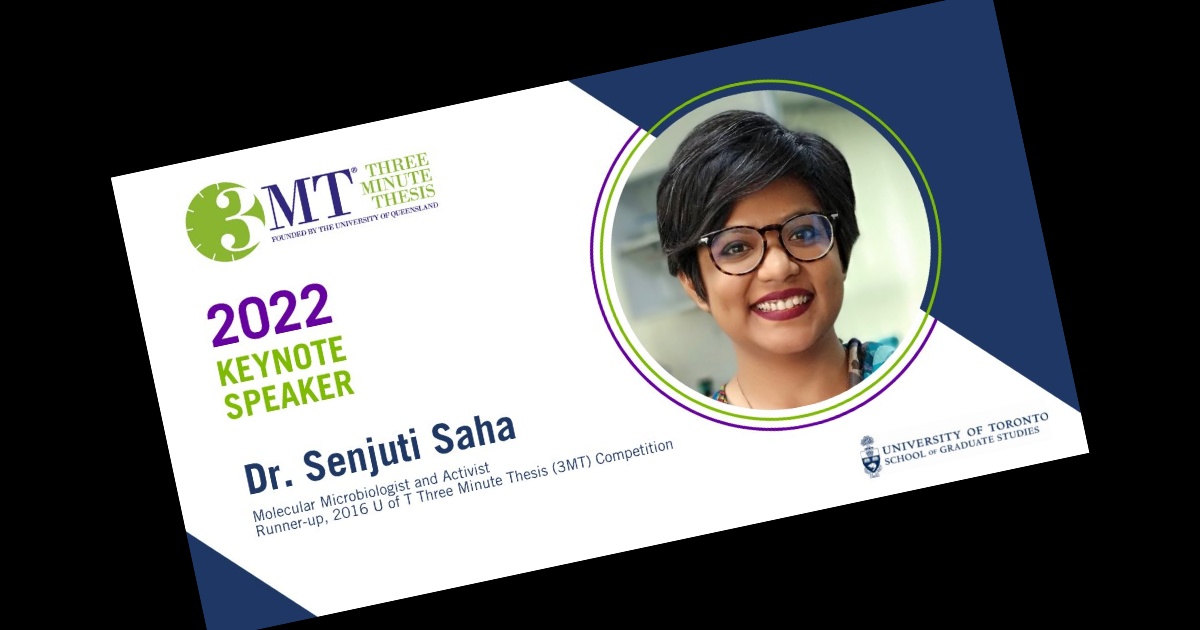 3MT® THREE
MINUTE
THESIS
FOUNDED BY THE UNIVERSITY OF QUEENSLAND
2022
KEYNOTE
SPEAKER
Dr. Senjuti Saha
Molecular Microbiologist and Activist
Runner-up, 2016 U of T Three Minute Thesis (3MT) Competition
UNIVERSITY OF TORONTO
SCHOOL OF GRADUATE STUDIES